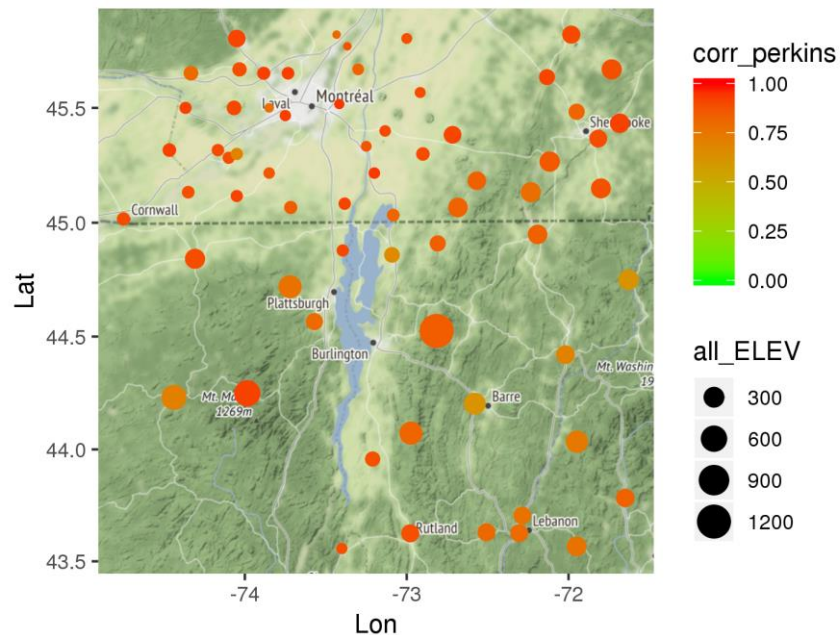 Lat
45.5
45.0
44.5
44.0
43.5
Laval
Montréal
Cornwall
Plattsburgh
Burlington
1269m
Barre
Mt. Washin
19
Rutland
Lebanon
-74
-73
-72
Lon
corr_perkins
1.00
0.75
0.50
0.25
0.00
all_ELEV
300
600
900
1200